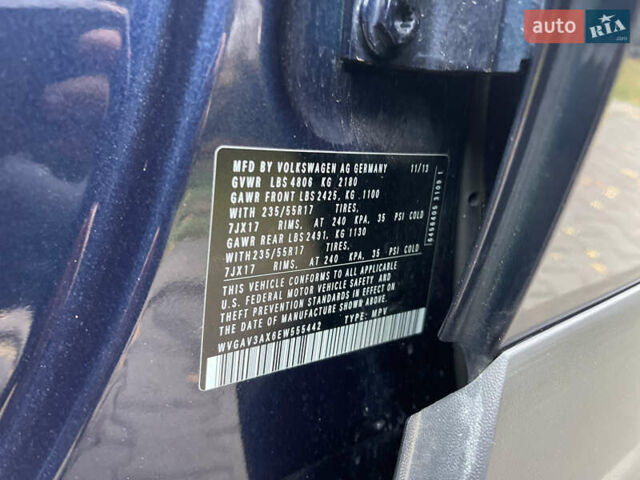 auto RIA .com
MFD BY VOLKSWAGEN AG GERMANY 11/13
GVWR LBS 4806 KG 2180
GAWR FRONT LBS 2425, KG 1100
WITH 235/55R17 TIRES,
7JX17 RIMS, AT 240 KPA, 35 PSI COLD
GAWR REAR LBS 2491, KG 1130
WITH235/55R17 TIRES,
7JX17 RIMS, AT 240 KPA, 35 PSI COLD
THIS VEHICLE CONFORMS TO ALL APPLICABLE
U.S. FEDERAL MOTOR VEHICLE SAFETY AND
THEFT PREVENTION STANDARDS IN EFFECT ON
THE DATE OF MANUFACTURE SHOWN ABOVE.
WVGAV3AX6EW555442 TYPE: MPV